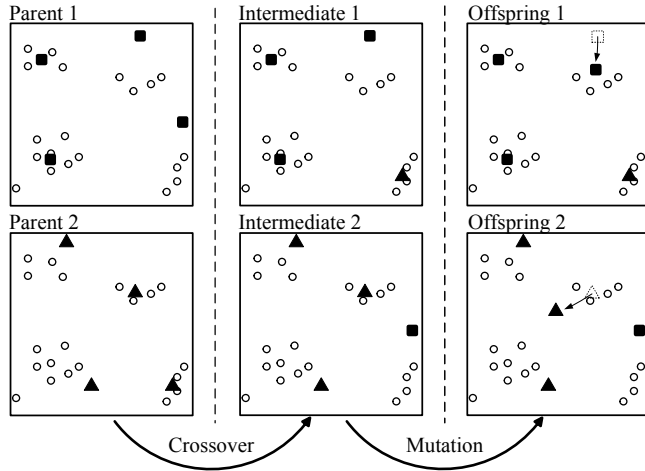 Parent 1
Intermediate 1
Offspring 1
Parent 2
Intermediate 2
Offspring 2
Crossover
Mutation